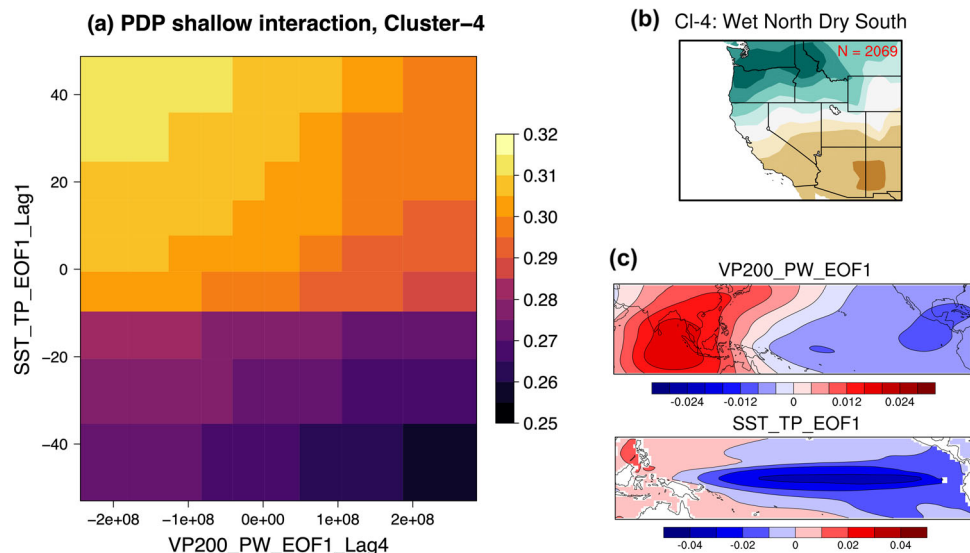 (a) PDP shallow interaction, Cluster−4
SST_TP_EOF1_Lag1
40
20
0
−20
−40
−2e+08 −1e+08 0e+00 1e+08 2e+08
VP200_PW_EOF1_Lag4
0.32
0.31
0.30
0.29
0.28
0.27
0.26
0.25
(b) Cl-4: Wet North Dry South
N = 2069
(c)
VP200_PW_EOF1
-0.024 -0.012 0 0.012 0.024
SST_TP_EOF1
-0.04 -0.02 0 0.02 0.04